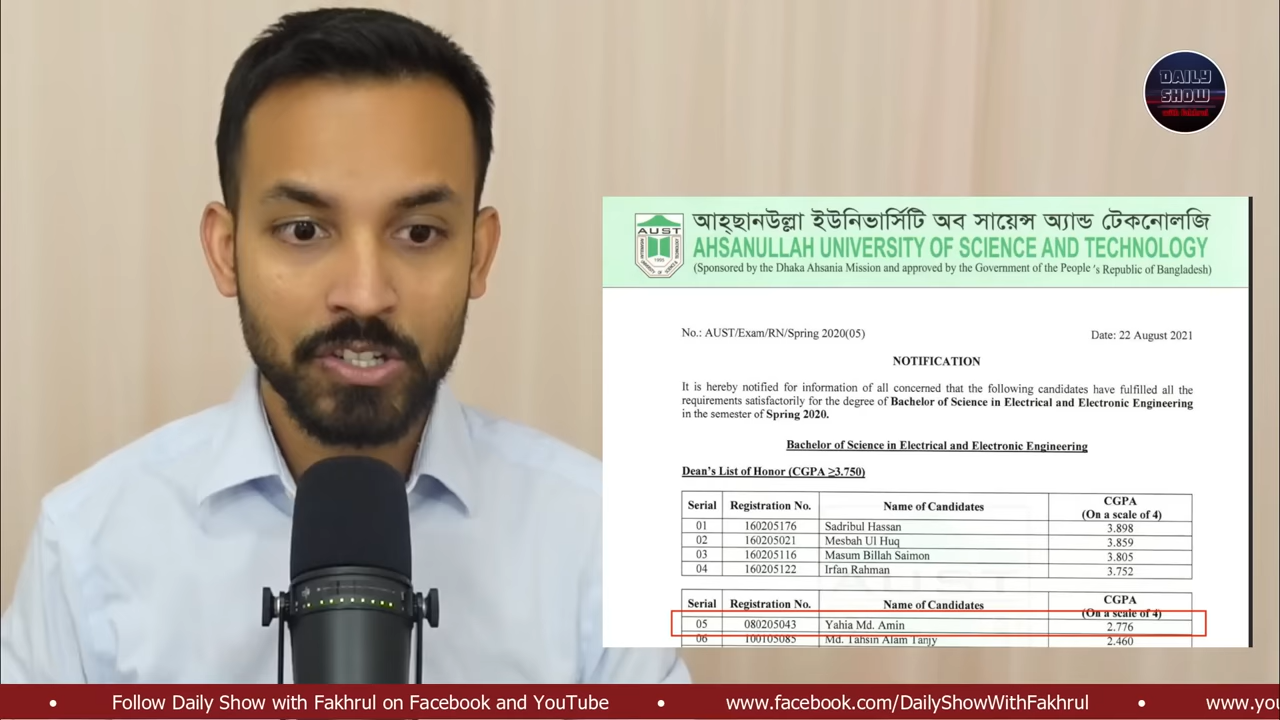 DAILY
SHOW
with Fakhrul
আহ্ছানউল্লা ইউনিভার্সিটি অব সায়েন্স অ্যান্ড টেকনোলজি
AUST
AHSANULLAH UNIVERSITY OF SCIENCE AND TECHNOLOGY
(Sponsored by the Dhaka Ahsania Mission and approved by the Government of the People's Republic of Bangladesh)
No.: AUST/Exam/RN/Spring 2020(05) Date: 22 August 2021
NOTIFICATION
It is hereby notified for information of all concerned that the following candidates have fulfilled all the
requirements satisfactorily for the degree of Bachelor of Science in Electrical and Electronic Engineering
in the semester of Spring 2020.
Bachelor of Science in Electrical and Electronic Engineering
Dean's List of Honor (CGPA ≥3.750)
Serial Registration No. Name of Candidates CGPA (On a scale of 4)
01 160205176 Sadribul Hassan 3.898
02 160205021 Mesbah Ul Huq 3.859
03 160205116 Masum Billah Saimon 3.805
04 160205122 Irfan Rahman 3.752
Serial Registration No. Name of Candidates CGPA (On a scale of 4)
05 080205043 Yahia Md. Amin 2.776
06 100105085 Md. Tahsin Alam Tanjy 2.460
• Follow Daily Show with Fakhrul on Facebook and YouTube • www.facebook.com/DailyShowWithFakhrul • www.you